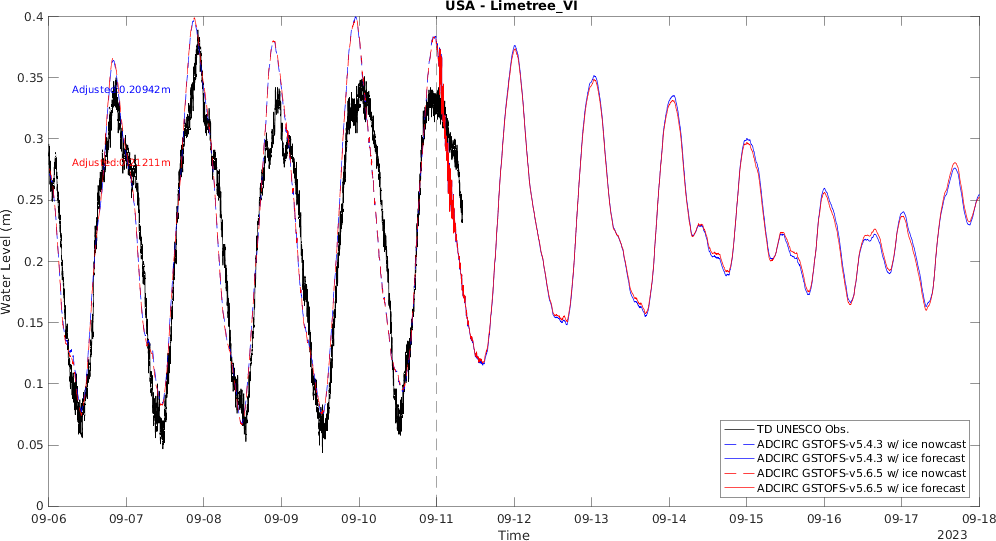 USA - Limetree_VI
0.4
0.35
0.3
0.25
0.2
0.15
0.1
0.05
0
Water Level (m)
Adjusted:0.20942m
Adjusted:0.21211m
TD UNESCO Obs.
ADCIRC GSTOFS-v5.4.3 w/ ice nowcast
ADCIRC GSTOFS-v5.4.3 w/ ice forecast
ADCIRC GSTOFS-v5.6.5 w/ ice nowcast
ADCIRC GSTOFS-v5.6.5 w/ ice forecast
09-06 09-07 09-08 09-09 09-10 09-11 09-12 09-13 09-14 09-15 09-16 09-17 09-18
Time
2023